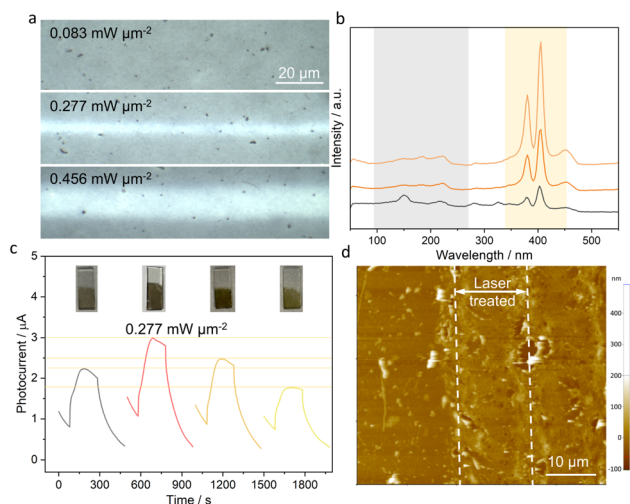 a
0.083 mW μm⁻²
20 μm
0.277 mW μm⁻²
0.456 mW μm⁻²
b
Intensity / a.u.
100 200 300 400 500
Wavelength / nm
c
Photocurrent / μA
5
4
3
2
1
0
0.277 mW μm⁻²
0 300 600 900 1200 1500 1800
Time / s
d
Laser
treated
10 μm
nm
400
300
200
100
0
-100